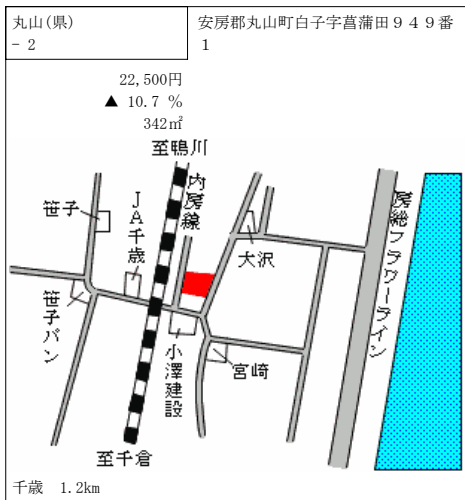 丸山(県)
- 2
安房郡丸山町白子字菖蒲田949番
1
22,500円
▲ 10.7 %
342㎡
至鴨川
内房線
笹子
JA千歳
大沢
房総フラワーライン
笹子パン
小澤建設
宮崎
至千倉
千歳 1.2km